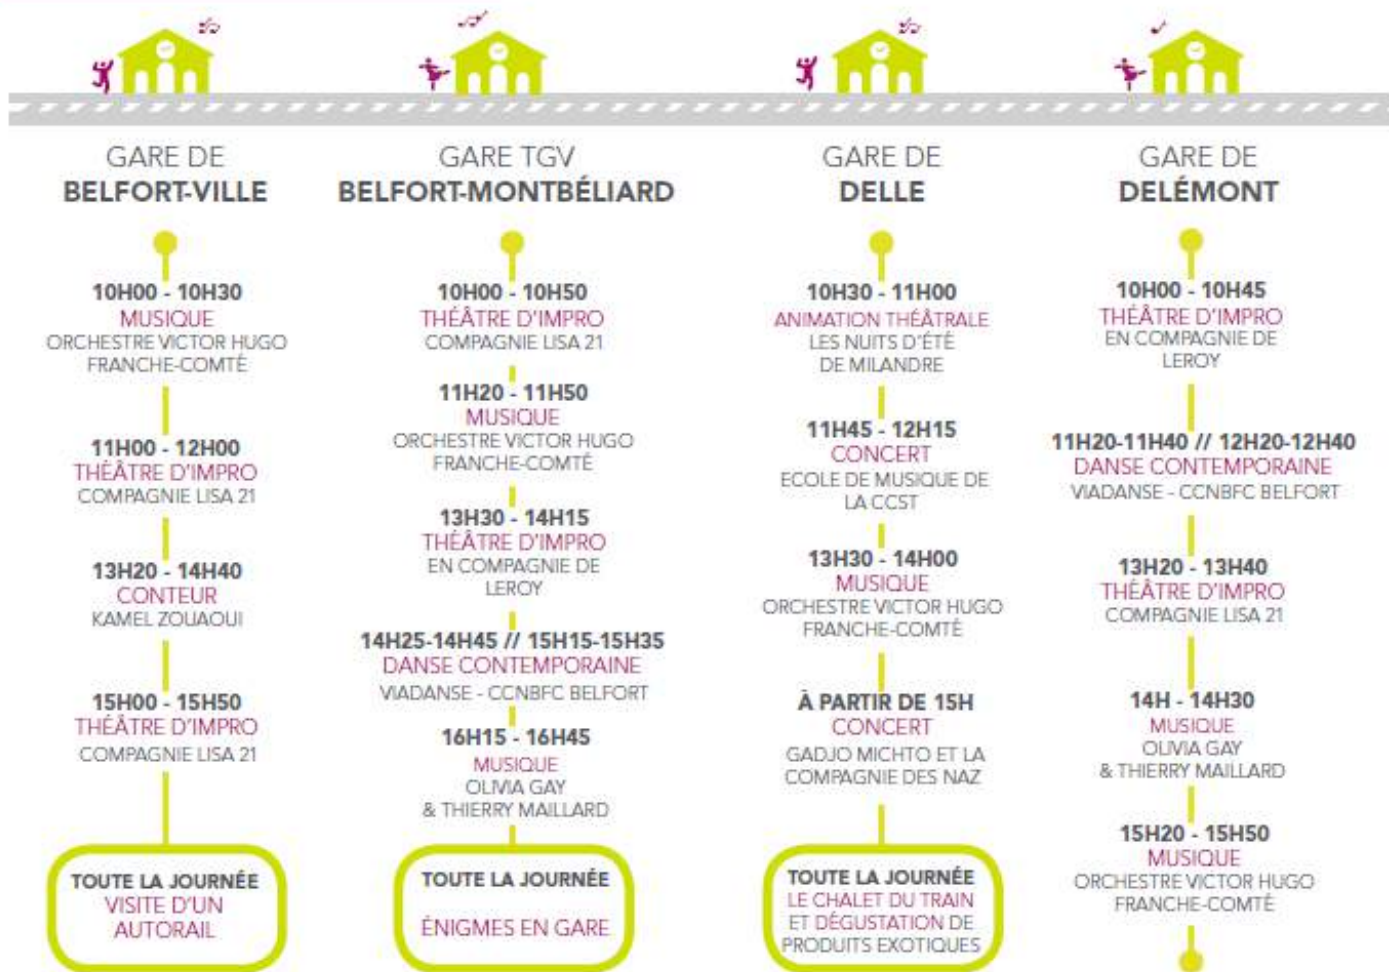 GARE DE
BELFORT-VILLE
10H00 - 10H30
MUSIQUE
ORCHESTRE VICTOR HUGO
FRANCHE-COMTÉ
11H00 - 12H00
THÉÂTRE D'IMPRO
COMPAGNIE LISA 21
13H20 - 14H40
CONTEUR
KAMEL ZOUAOUI
15H00 - 15H50
THÉÂTRE D'IMPRO
COMPAGNIE LISA 21
TOUTE LA JOURNÉE
VISITE D'UN
AUTORAIL
GARE TGV
BELFORT-MONTBÉLIARD
10H00 - 10H50
THÉÂTRE D'IMPRO
COMPAGNIE LISA 21
11H20 - 11H50
MUSIQUE
ORCHESTRE VICTOR HUGO
FRANCHE-COMTÉ
13H30 - 14H15
THÉÂTRE D'IMPRO
EN COMPAGNIE DE
LEROY
14H25-14H45 // 15H15-15H35
DANSE CONTEMPORAINE
VIADANSE - CCNBFC BELFORT
16H15 - 16H45
MUSIQUE
OLIVIA GAY
& THIERRY MAILLARD
TOUTE LA JOURNÉE
ÉNIGMES EN GARE
GARE DE
DELLE
10H30 - 11H00
ANIMATION THÉÂTRALE
LES NUITS D'ÉTÉ
DE MILANDRE
11H45 - 12H15
CONCERT
ECOLE DE MUSIQUE DE
LA CCST
13H30 - 14H00
MUSIQUE
ORCHESTRE VICTOR HUGO
FRANCHE-COMTÉ
À PARTIR DE 15H
CONCERT
GADJO MICHTO ET LA
COMPAGNIE DES NAZ
TOUTE LA JOURNÉE
LE CHALET DU TRAIN
ET DÉGUSTATION DE
PRODUITS EXOTIQUES
GARE DE
DELÉMONT
10H00 - 10H45
THÉÂTRE D'IMPRO
EN COMPAGNIE DE
LEROY
11H20-11H40 // 12H20-12H40
DANSE CONTEMPORAINE
VIADANSE - CCNBFC BELFORT
13H20 - 13H40
THÉÂTRE D'IMPRO
COMPAGNIE LISA 21
14H - 14H30
MUSIQUE
OLIVIA GAY
& THIERRY MAILLARD
15H20 - 15H50
MUSIQUE
ORCHESTRE VICTOR HUGO
FRANCHE-COMTÉ